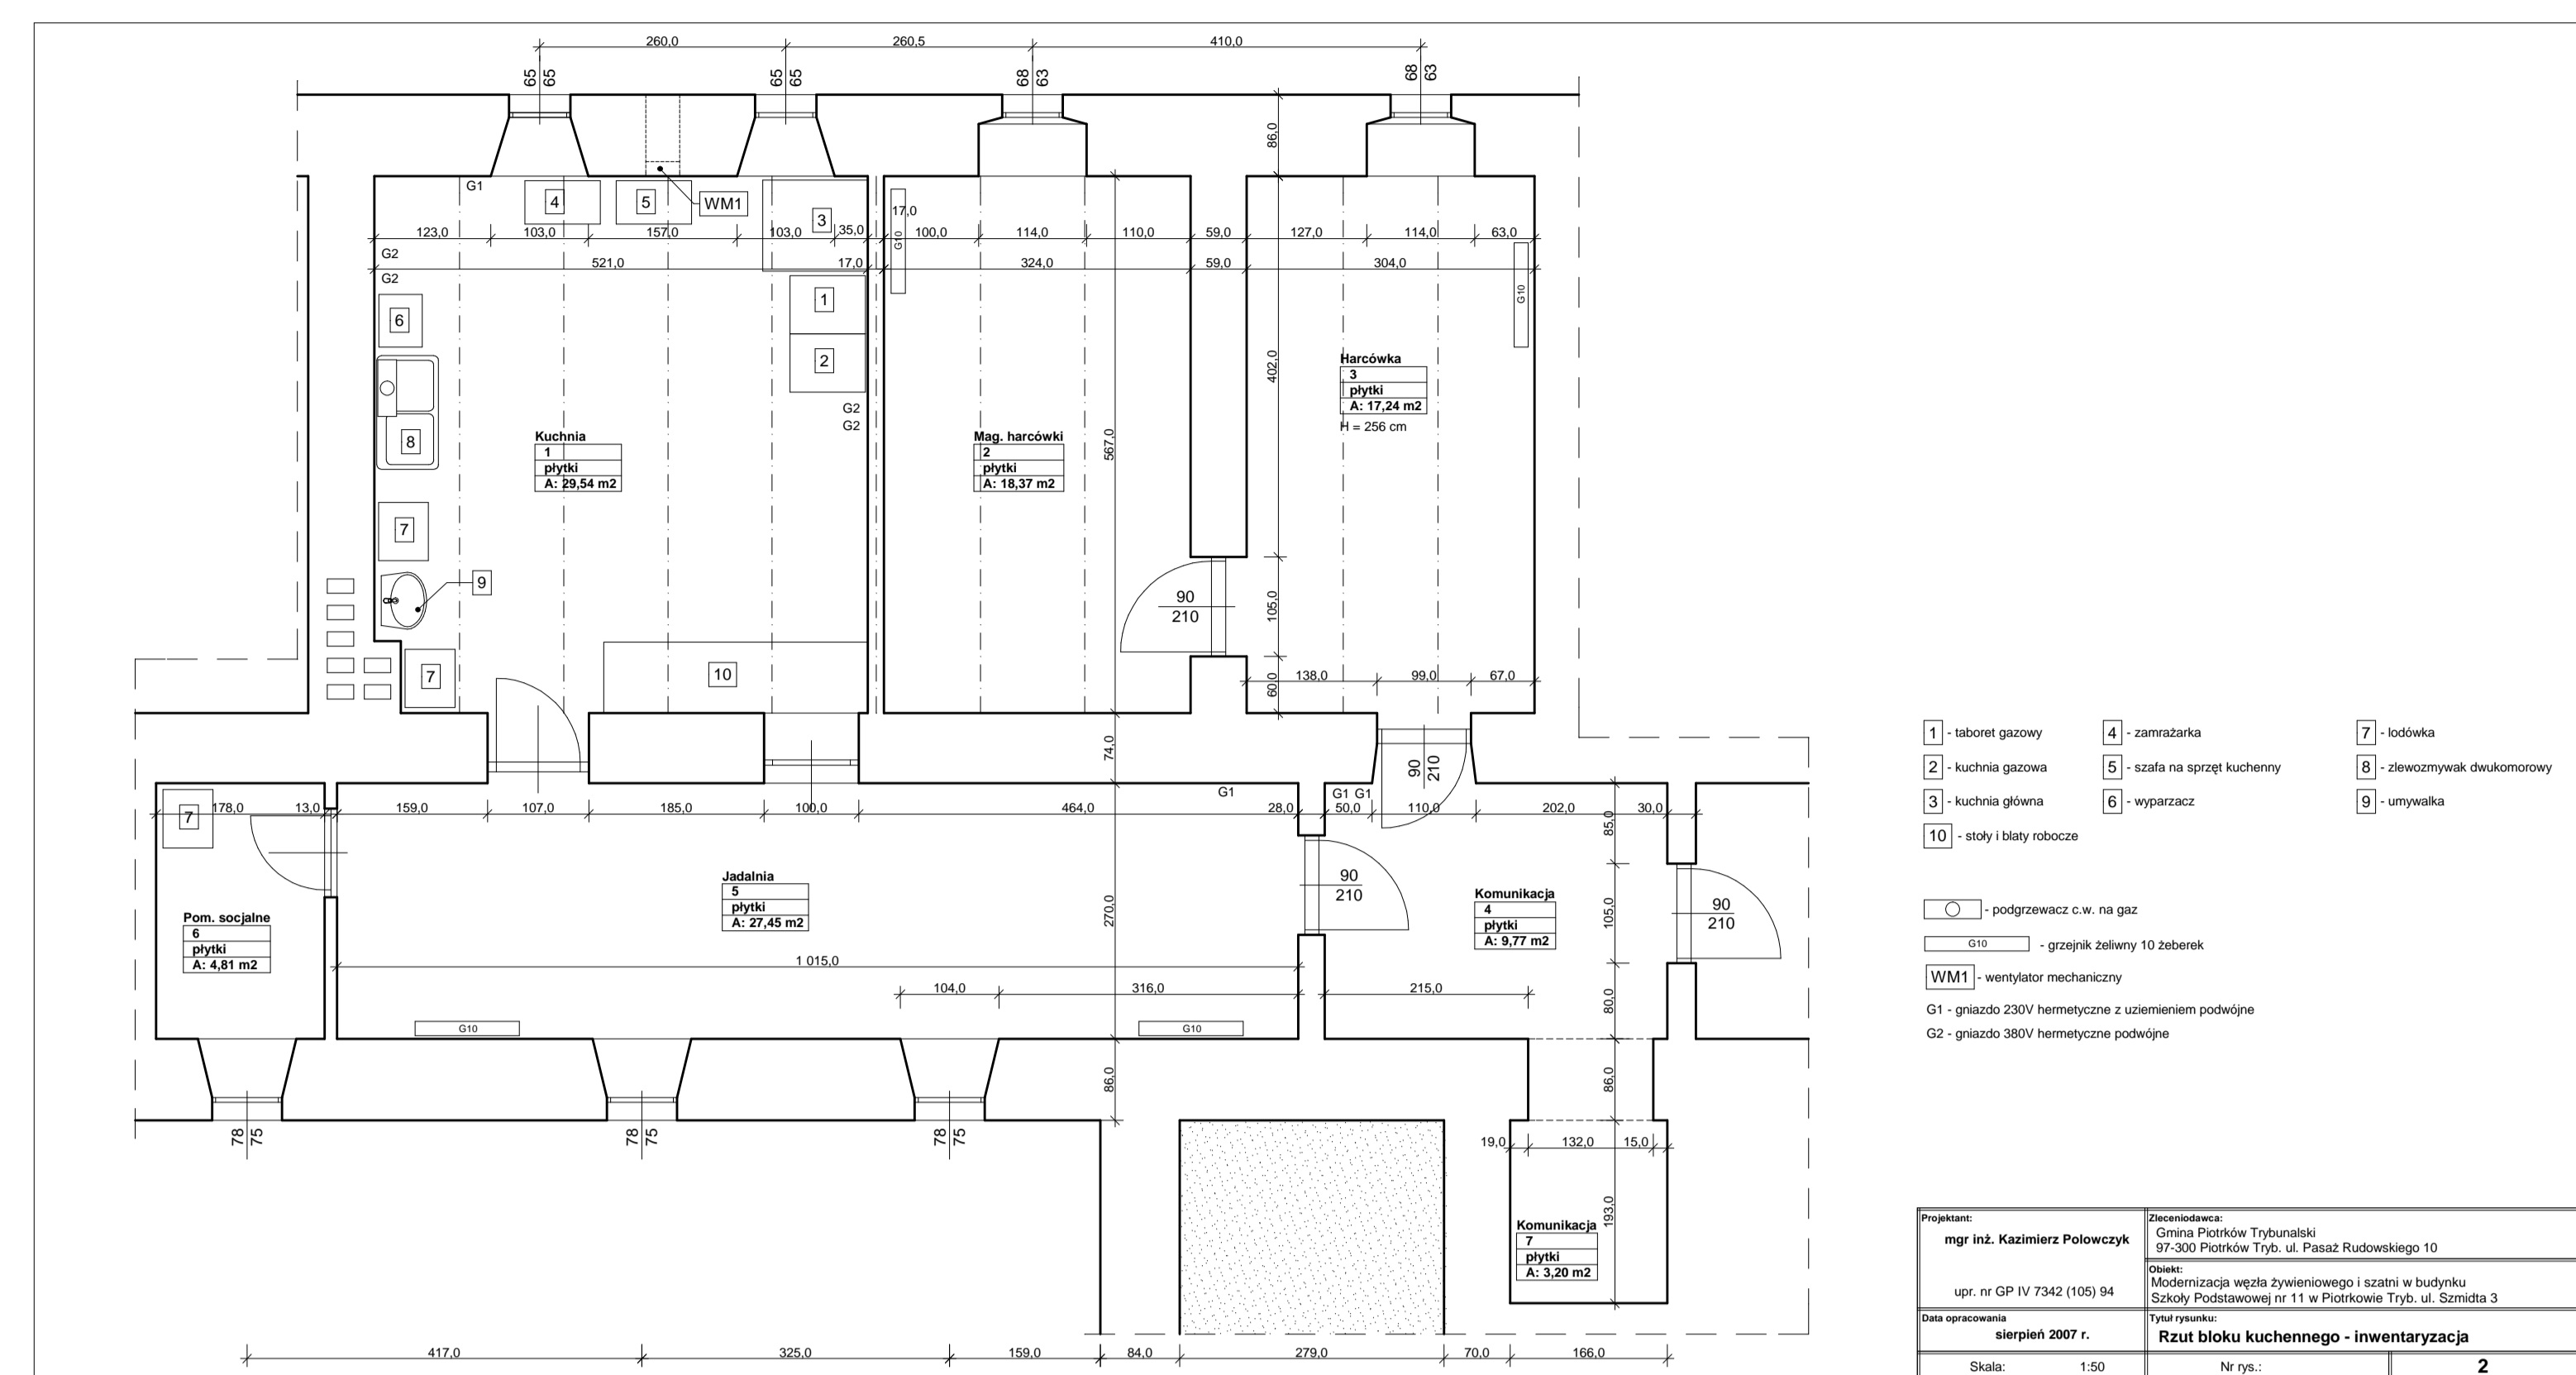 260,0
260,5
410,0
65
65
65
65
68
63
68
63
86,0
G1
4
5
WM1
3
17,0
G10
123,0
103,0
157,0
103,0
35,0
100,0
114,0
110,0
59,0
127,0
114,0
63,0
G2
521,0
17,0
324,0
59,0
304,0
G2
G10
1
6
2
402,0
Harcówka
3
płytki
A: 17,24 m2
H = 256 cm
G2
G2
8
Kuchnia
1
płytki
A: 29,54 m2
Mag. harcówki
2
płytki
A: 18,37 m2
567,0
7
9
90
210
105,0
7
10
60,0
138,0
99,0
67,0
74,0
90
210
G1
G1 G1
7
178,0
13,0
159,0
107,0
185,0
100,0
464,0
28,0
50,0
110,0
202,0
30,0
85,0
Jadalnia
5
płytki
A: 27,45 m2
90
210
Komunikacja
4
płytki
A: 9,77 m2
105,0
90
210
Pom. socjalne
6
płytki
A: 4,81 m2
270,0
1 015,0
104,0
316,0
215,0
80,0
G10
G10
86,0
86,0
78
75
78
75
78
75
19,0
132,0
15,0
193,0
Komunikacja
7
płytki
A: 3,20 m2
417,0
325,0
159,0
84,0
279,0
70,0
166,0
1 - taboret gazowy
4 - zamrażarka
7 - lodówka
2 - kuchnia gazowa
5 - szafa na sprzęt kuchenny
8 - zlewozmywak dwukomorowy
3 - kuchnia główna
6 - wyparzacz
9 - umywalka
10 - stoły i blaty robocze
- podgrzewacz c.w. na gaz
G10 - grzejnik żeliwny 10 żeberek
WM1 - wentylator mechaniczny
G1 - gniazdo 230V hermetyczne z uziemieniem podwójne
G2 - gniazdo 380V hermetyczne podwójne
Projektant:
mgr inż. Kazimierz Polowczyk
upr. nr GP IV 7342 (105) 94
Zleceniodawca:
Gmina Piotrków Trybunalski
97-300 Piotrków Tryb. ul. Pasaż Rudowskiego 10
Obiekt:
Modernizacja węzła żywieniowego i szatni w budynku
Szkoły Podstawowej nr 11 w Piotrkowie Tryb. ul. Szmidta 3
Data opracowania
sierpień 2007 r.
Tytuł rysunku:
Rzut bloku kuchennego - inwentaryzacja
Skala: 1:50
Nr rys.: 2